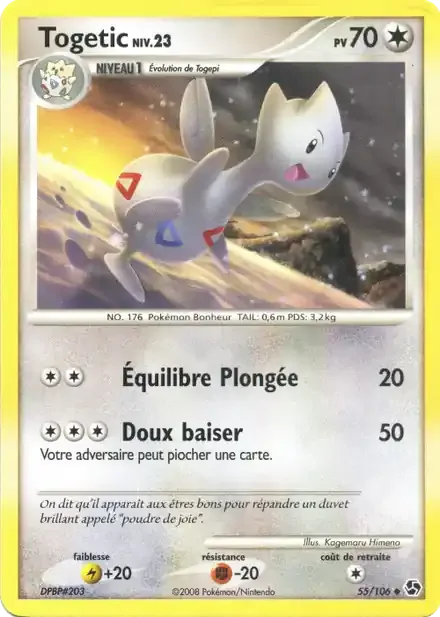 Togetic NIV.23
PV 70
NIVEAU 1 Évolution de Togepi
NO. 176 Pokémon Bonheur TAIL: 0,6m PDS: 3,2kg
Équilibre Plongée 20
Doux baiser 50
Votre adversaire peut piocher une carte.
On dit qu'il apparaît aux êtres bons pour répandre un duvet
brillant appelé "poudre de joie".
Illus. Kagemaru Himeno
faiblesse résistance coût de retraite
+20 -20
DPBP#203 ©2008 Pokémon/Nintendo 55/106